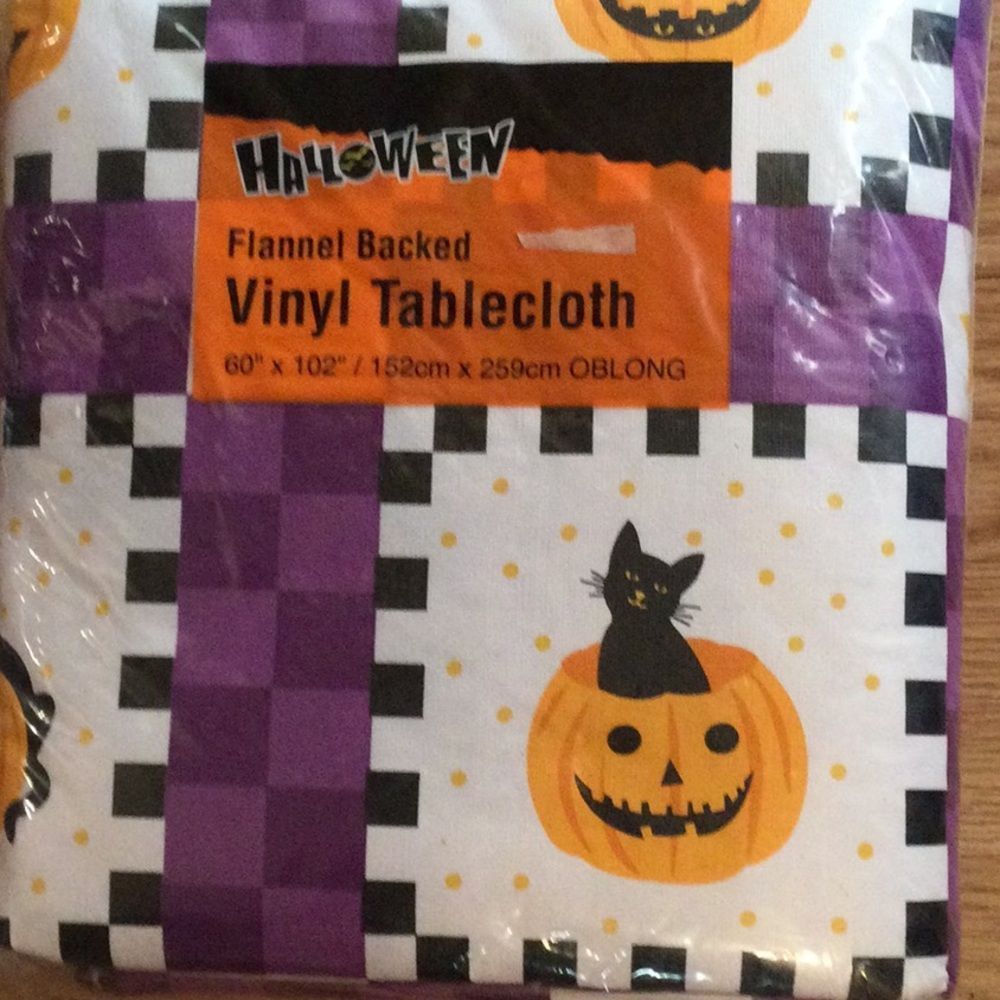 HALLOWEEN
Flannel Backed
Vinyl Tablecloth
60" x 102" / 152cm x 259cm OBLONG